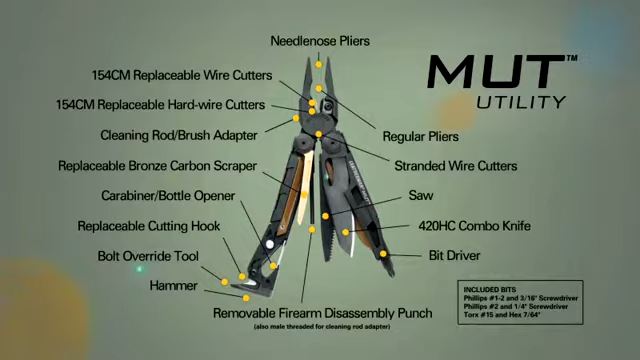 Needlenose Pliers
154CM Replaceable Wire Cutters
154CM Replaceable Hard-wire Cutters
Cleaning Rod/Brush Adapter
Replaceable Bronze Carbon Scraper
Carabiner/Bottle Opener
Replaceable Cutting Hook
Bolt Override Tool
Hammer
Removable Firearm Disassembly Punch
(also male threaded for cleaning rod adapter)
MUT™
UTILITY
Regular Pliers
Stranded Wire Cutters
Saw
420HC Combo Knife
Bit Driver
INCLUDED BITS
Phillips #1-2 and 3/16" Screwdriver
Phillips #2 and 1/4" Screwdriver
Torx #15 and Hex 7/64"